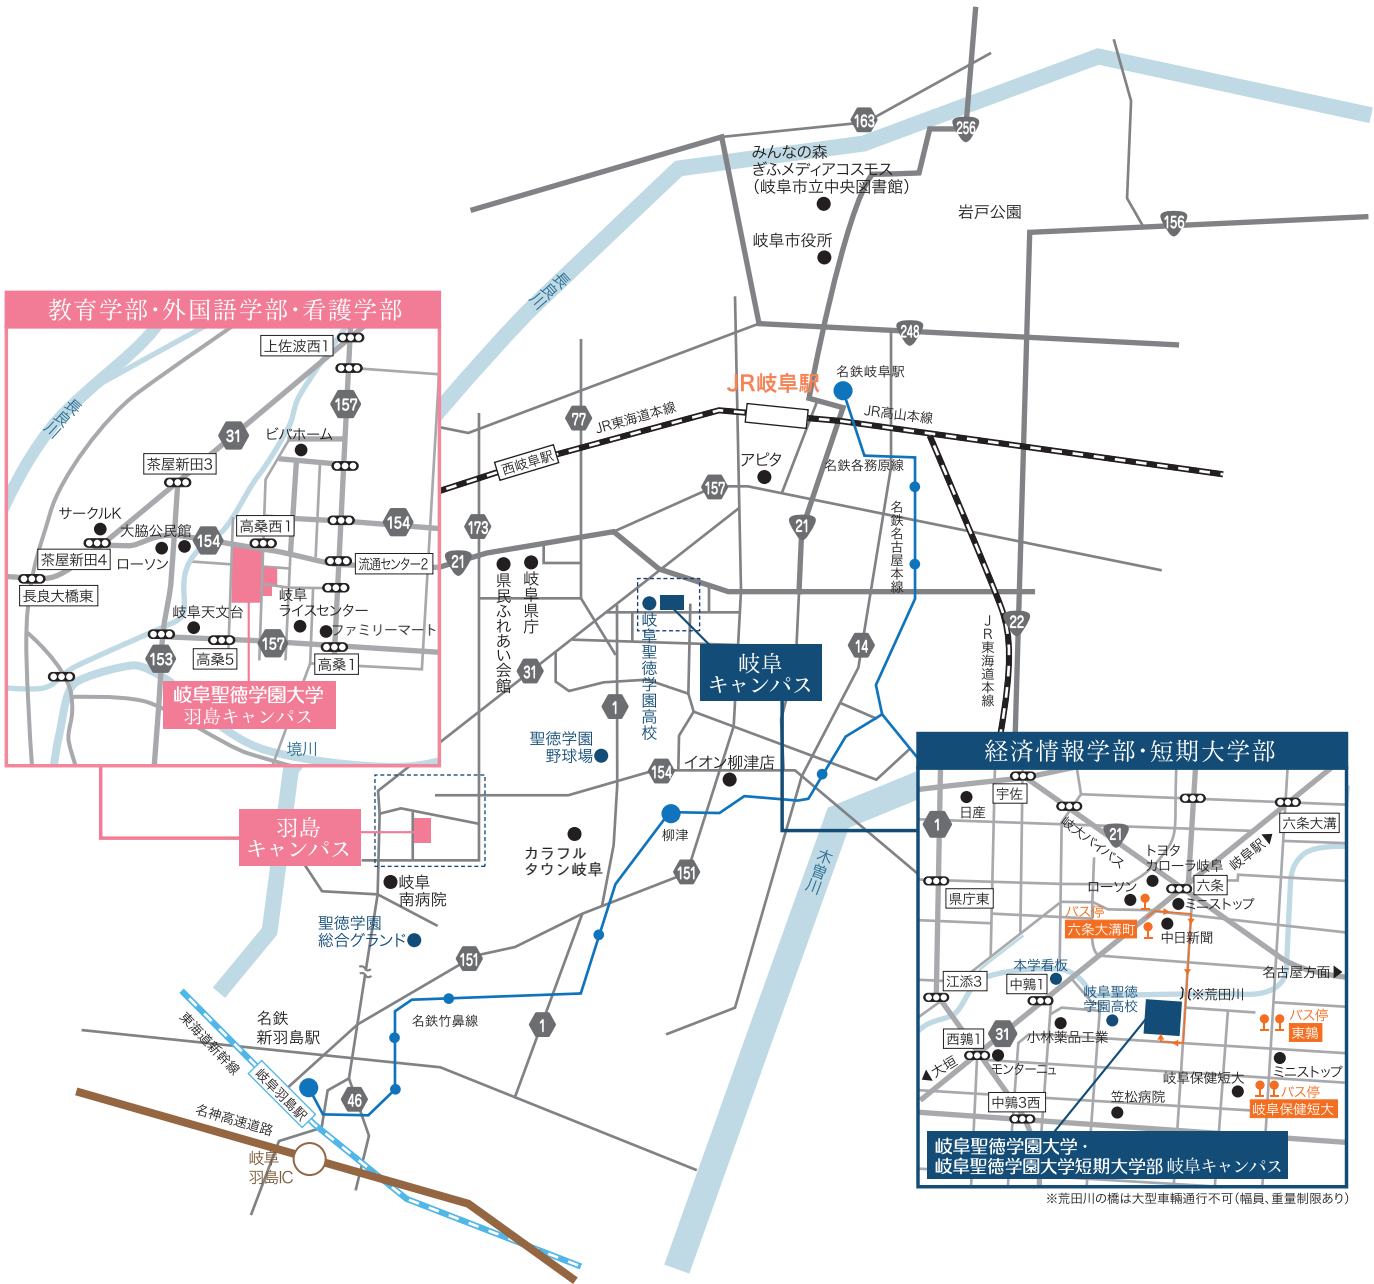 163
256
みんなの森
ぎふメディアコスモス
（岐阜市立中央図書館）
岩戸公園
156
岐阜市役所
長良川
248
名鉄岐阜駅
JR岐阜駅
JR高山本線
77
JR東海道本線
西岐阜駅
アピタ
名鉄各務原線
157
名鉄名古屋本線
173
21
21
県民ふれあい会館
岐阜県庁
岐阜聖徳学園高校
岐阜
キャンパス
14
22
JR東海道本線
31
1
聖徳学園
野球場
154
イオン柳津店
柳津
カラフル
タウン岐阜
151
木曽川
羽島
キャンパス
岐阜
南病院
聖徳学園
総合グランド
151
名鉄
新羽島駅
名鉄竹鼻線
1
東海道新幹線
岐阜羽島駅
46
名神高速道路
岐阜
羽島IC
教育学部・外国語学部・看護学部
上佐波西1
157
長良川
31
ビバホーム
茶屋新田3
サークルK
大脇公民館
高桑西1
154
154
茶屋新田4
ローソン
流通センター2
長良大橋東
岐阜
ライスセンター
岐阜天文台
ファミリーマート
153
高桑5
157
高桑1
岐阜聖徳学園大学
羽島キャンパス
境川
経済情報学部・短期大学部
宇佐
日産
1
岐大バイパス
21
六条大溝
トヨタ
カローラ岐阜
岐阜駅
ローソン
六条
県庁東
ミニストップ
バス停
六条大溝町
中日新聞
本学看板
名古屋方面
江添3
中鶉1
岐阜聖徳
学園高校
※荒田川
バス停
東鶉
西鶉1
31
小林薬品工業
大垣
モンターニュ
ミニストップ
岐阜保健短大
中鶉3西
笠松病院
バス停
岐阜保健短大
岐阜聖徳学園大学・
岐阜聖徳学園大学短期大学部 岐阜キャンパス
※荒田川の橋は大型車輛通行不可（幅員、重量制限あり）